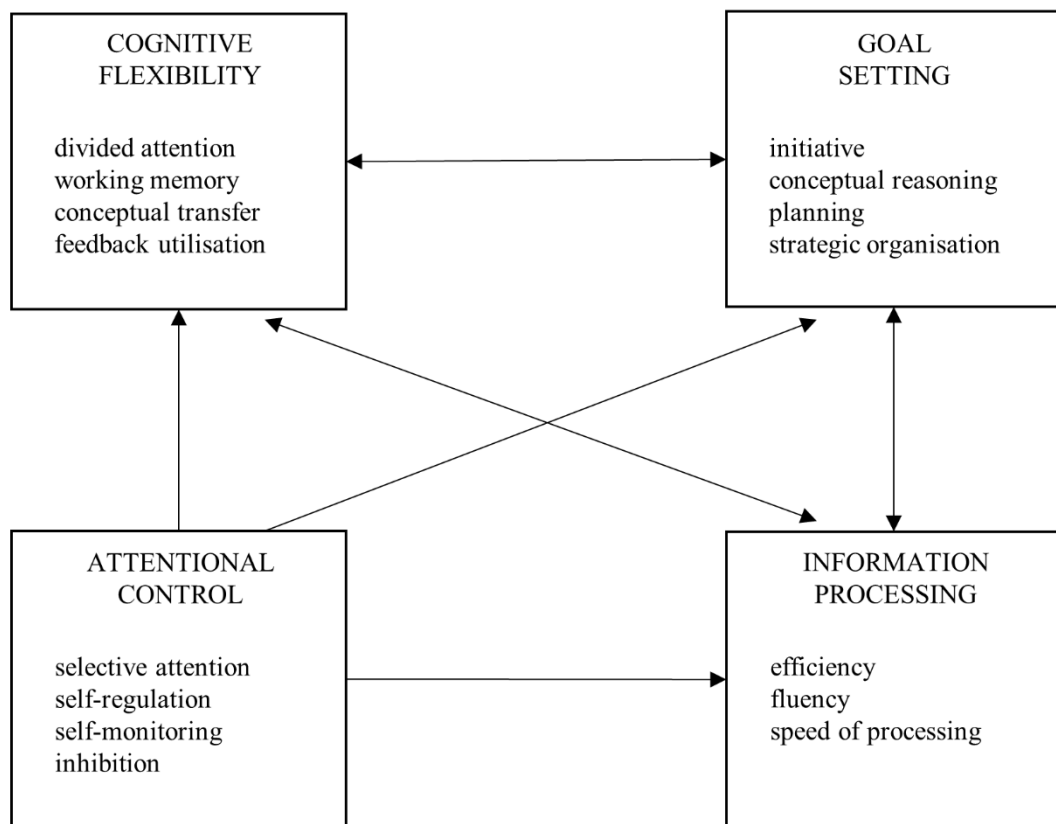 COGNITIVE
FLEXIBILITY
divided attention
working memory
conceptual transfer
feedback utilisation
GOAL
SETTING
initiative
conceptual reasoning
planning
strategic organisation
ATTENTIONAL
CONTROL
selective attention
self-regulation
self-monitoring
inhibition
INFORMATION
PROCESSING
efficiency
fluency
speed of processing